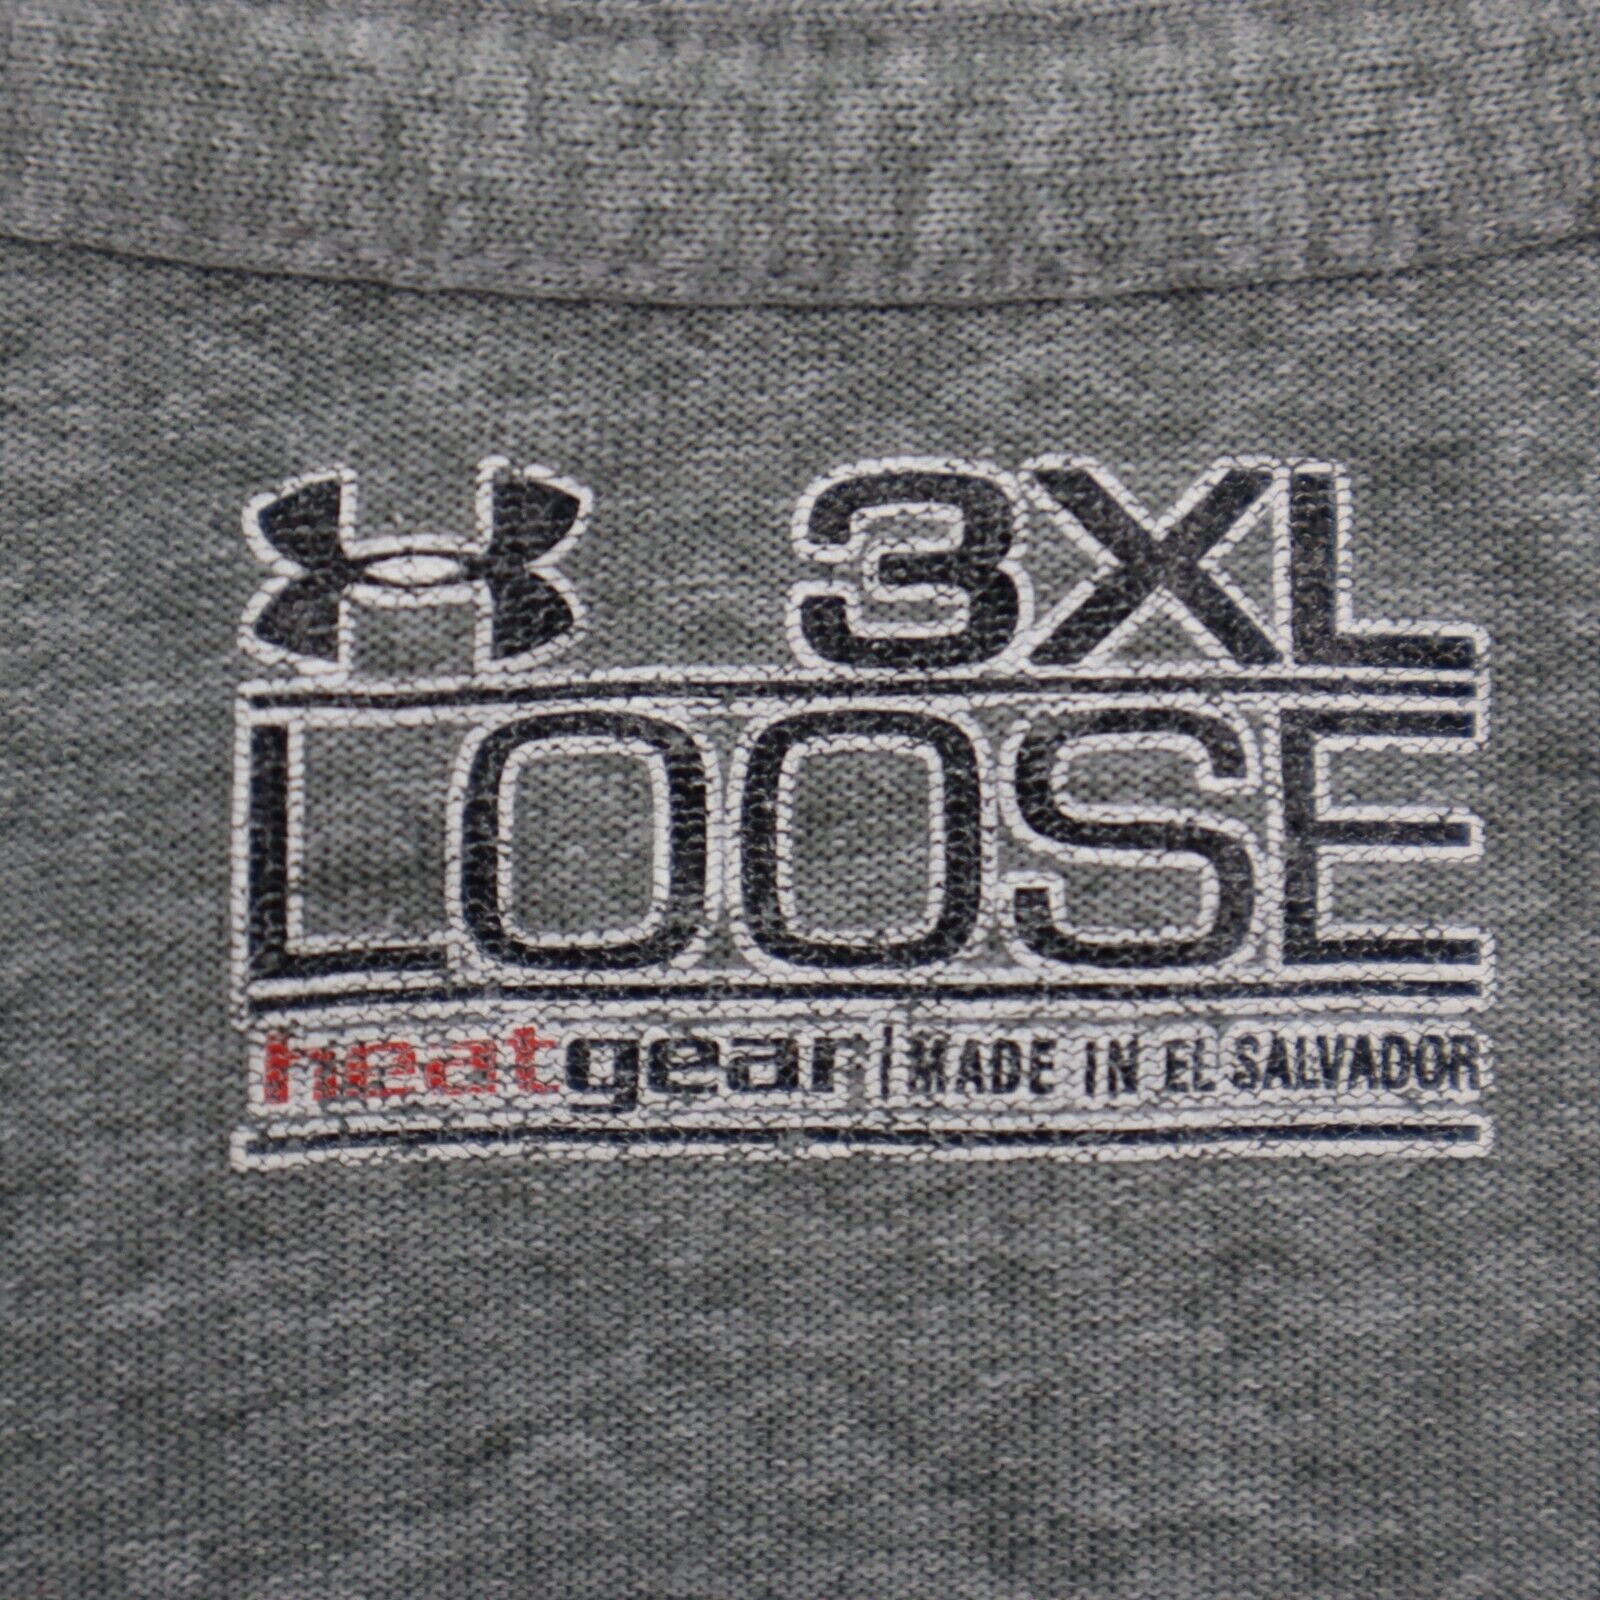 3XL
LOOSE
heatgear | MADE IN EL SALVADOR